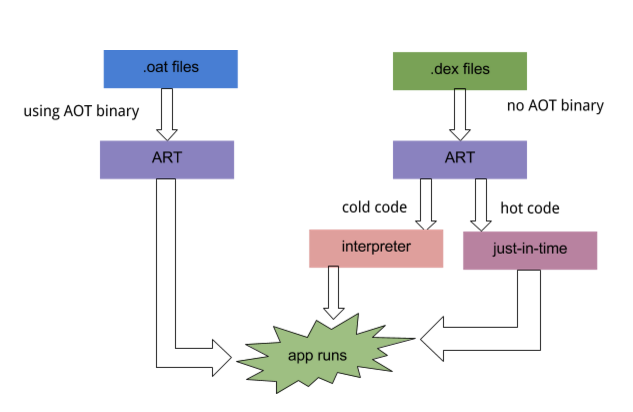 .oat files
.dex files
using AOT binary
no AOT binary
ART
ART
cold code
hot code
interpreter
just-in-time
app runs